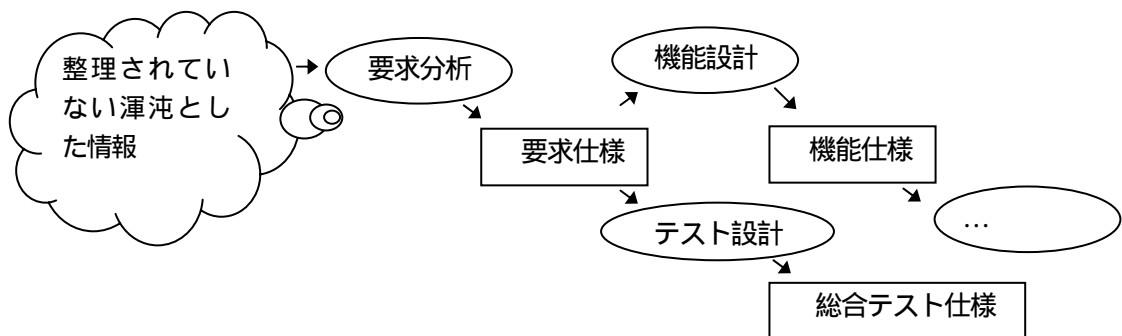 整理されてい
ない渾沌とし
た情報
要求分析
機能設計
要求仕様
機能仕様
テスト設計
…
総合テスト仕様